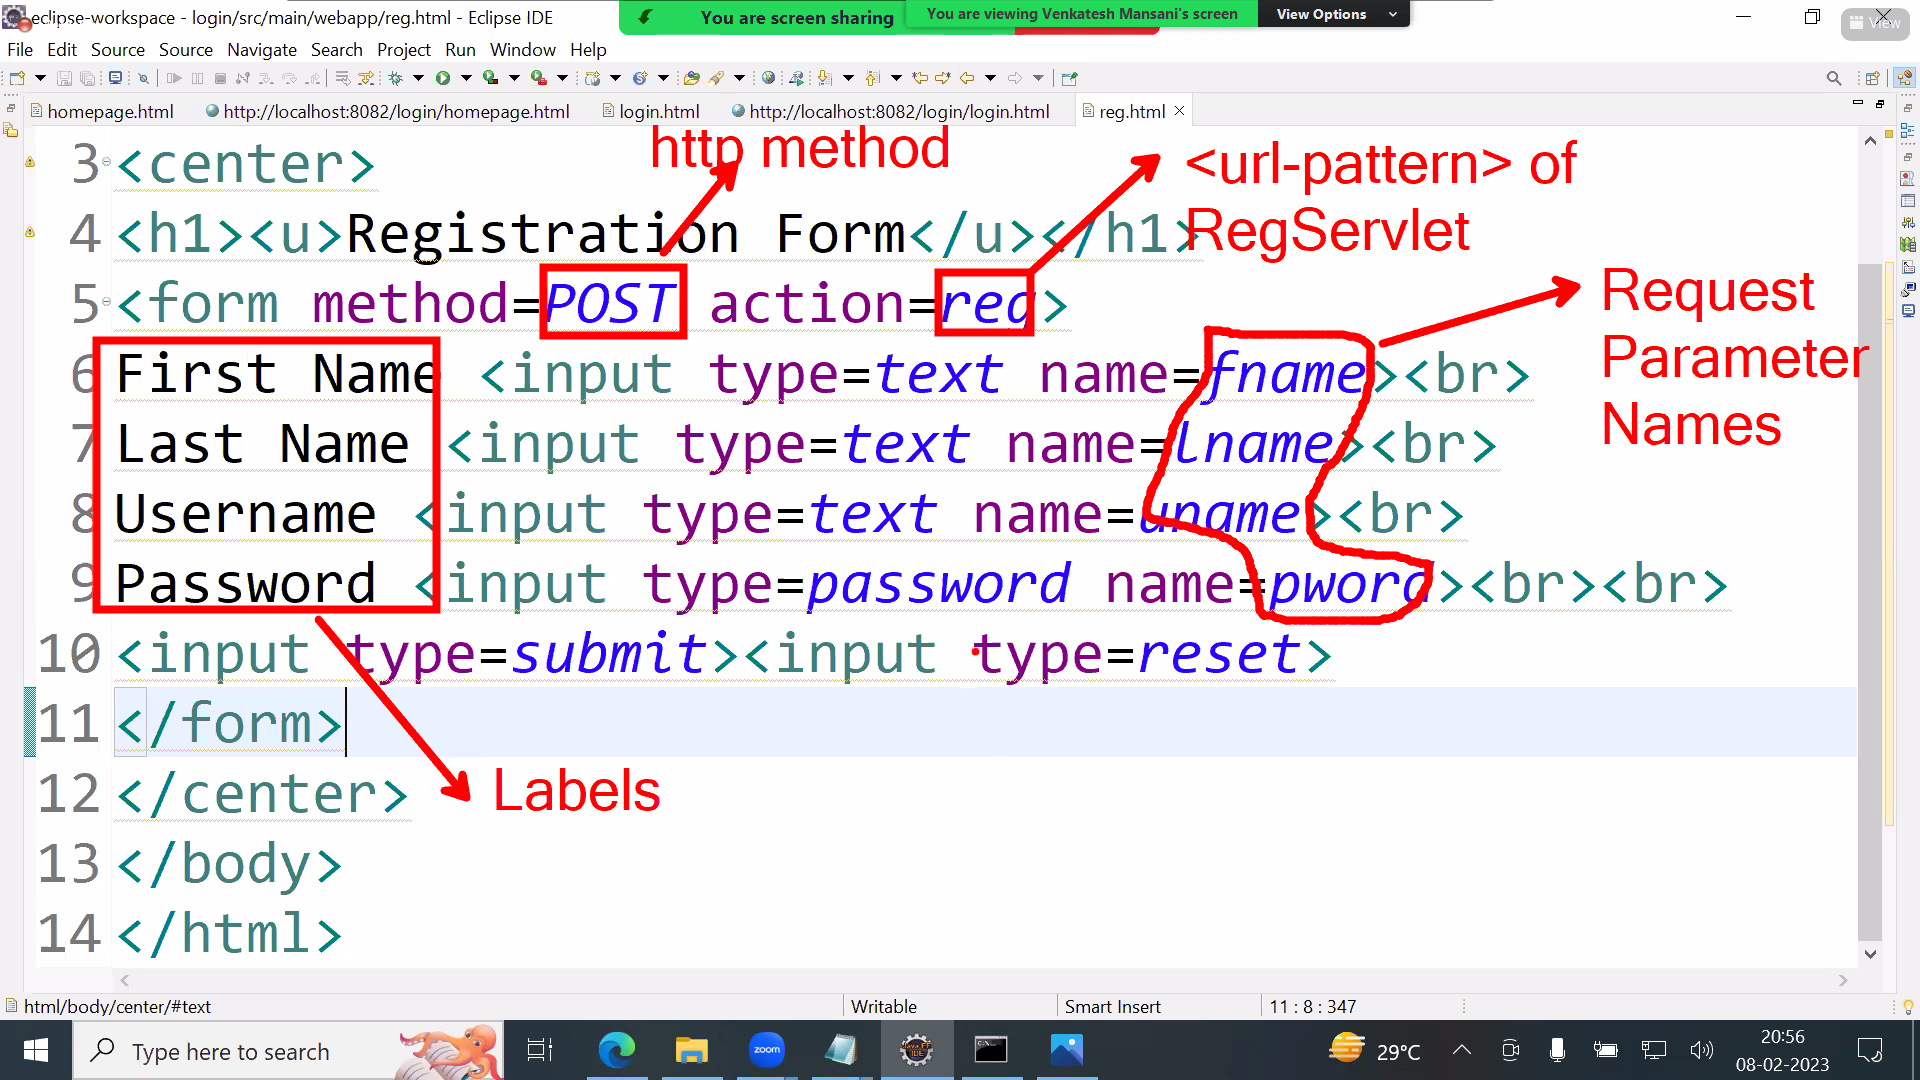 eclipse-workspace - login/src/main/webapp/reg.html - Eclipse IDE
You are screen sharing
You are viewing Venkatesh Mansani's screen
View Options
View
File Edit Source Source Navigate Search Project Run Window Help
homepage.html
http://localhost:8082/login/homepage.html
login.html
http://localhost:8082/login/login.html
reg.html
http method
<url-pattern> of
RegServlet
Request
Parameter
Names
3 <center>
4 <h1><u>Registration Form</u></h1>
5 <form method=POST action=reg>
6 First Name <input type=text name=fname><br>
7 Last Name <input type=text name=lname><br>
8 Username <input type=text name=uname><br>
9 Password <input type=password name=pword><br><br>
10 <input type=submit><input type=reset>
11 </form>
12 </center>
Labels
13 </body>
14 </html>
html/body/center/#text
Writable
Smart Insert
11 : 8 : 347
Type here to search
zoom
Java EE
IDE
29°C
20:56
08-02-2023